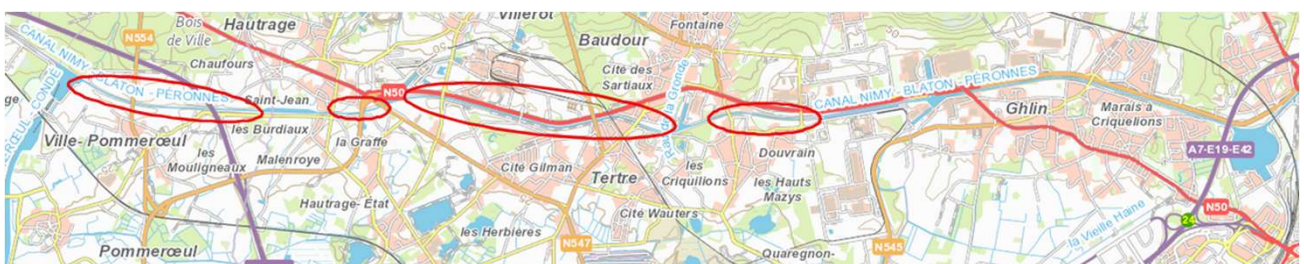 Hautrage
Bois
de Ville
Villerot
Fontaine
N554
Baudour
Chaufours
Cité des
Sartiaux
CANAL NIMY - BLATON - PÉRONNES
Saint-Jean
N50
CANAL NIMY - BLATON - PÉRONNES
Ghlin
Marais à
Criquelions
Ville-Pommerœul
les Burdiaux
la Graffe
A7-E19-E42
les
Mouligneaux
Malenroye
Cité Gilman
Tertre
les
Criquilions
Douvrain
les Hauts
Mazys
Hautrage-État
Cité Wauters
N50
24
la Vieille Haine
les Herbières
N547
N545
Pommerœul
Quaregnon-